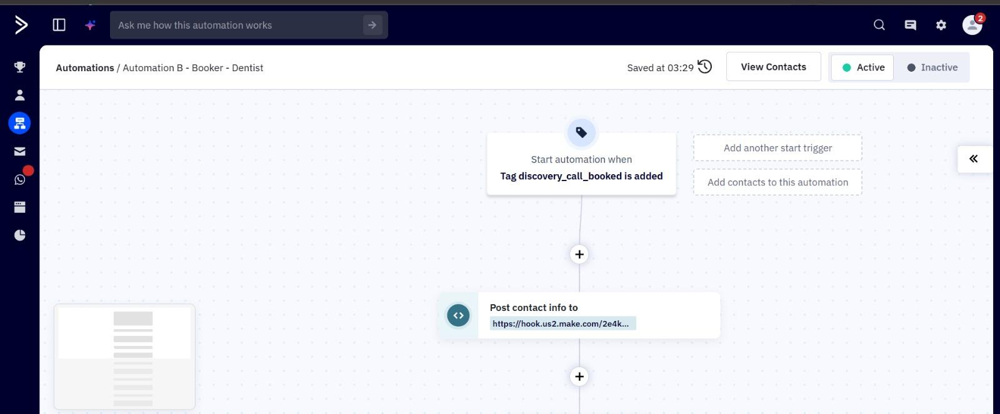 Ask me how this automation works
2
Automations / Automation B - Booker - Dentist
Saved at 03:29
View Contacts
Active
Inactive
Start automation when
Tag discovery_call_booked is added
Add another start trigger
Add contacts to this automation
Post contact info to
https://hook.us2.make.com/2e4k...